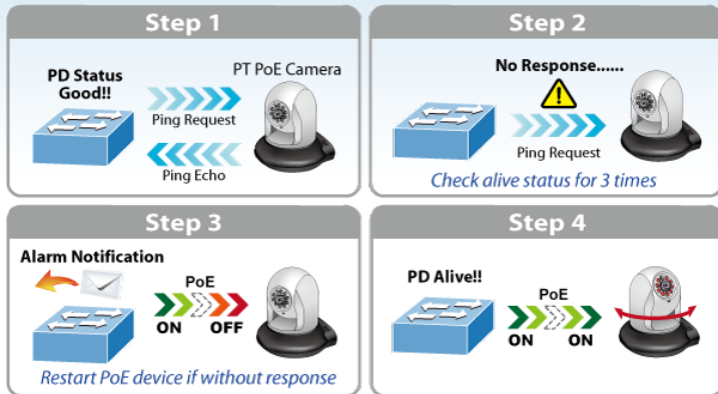 Step 1
PD Status
Good!!
PT PoE Camera
Ping Request
Ping Echo
Step 2
No Response......
Ping Request
Check alive status for 3 times
Step 3
Alarm Notification
PoE
ON OFF
Restart PoE device if without response
Step 4
PD Alive!!
PoE
ON ON